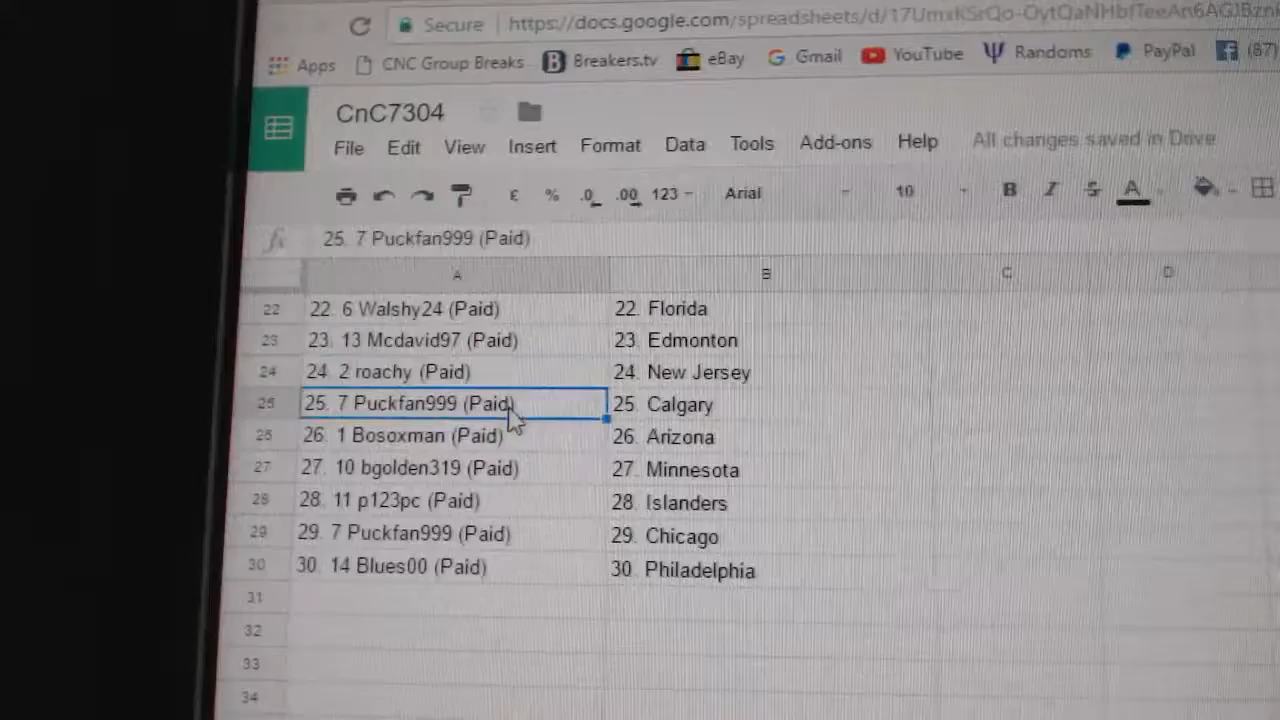 Secure | https://docs.google.com/spreadsheets/d/
Apps CNC Group Breaks Breakers.tv eBay Gmail YouTube Randoms PayPal (87)
CnC7304
File Edit View Insert Format Data Tools Add-ons Help All changes saved in Drive
£ % .0 .00 123 Arial 10 B I S A
fx 25. 7 Puckfan999 (Paid)
A B C D
22 22. 6 Walshy24 (Paid) 22. Florida
23 23. 13 Mcdavid97 (Paid) 23. Edmonton
24 24. 2 roachy (Paid) 24. New Jersey
25 25. 7 Puckfan999 (Paid) 25. Calgary
26 26. 1 Bosoxman (Paid) 26. Arizona
27 27. 10 bgolden319 (Paid) 27. Minnesota
28 28. 11 p123pc (Paid) 28. Islanders
29 29. 7 Puckfan999 (Paid) 29. Chicago
30 30. 14 Blues00 (Paid) 30. Philadelphia
31
32
33
34